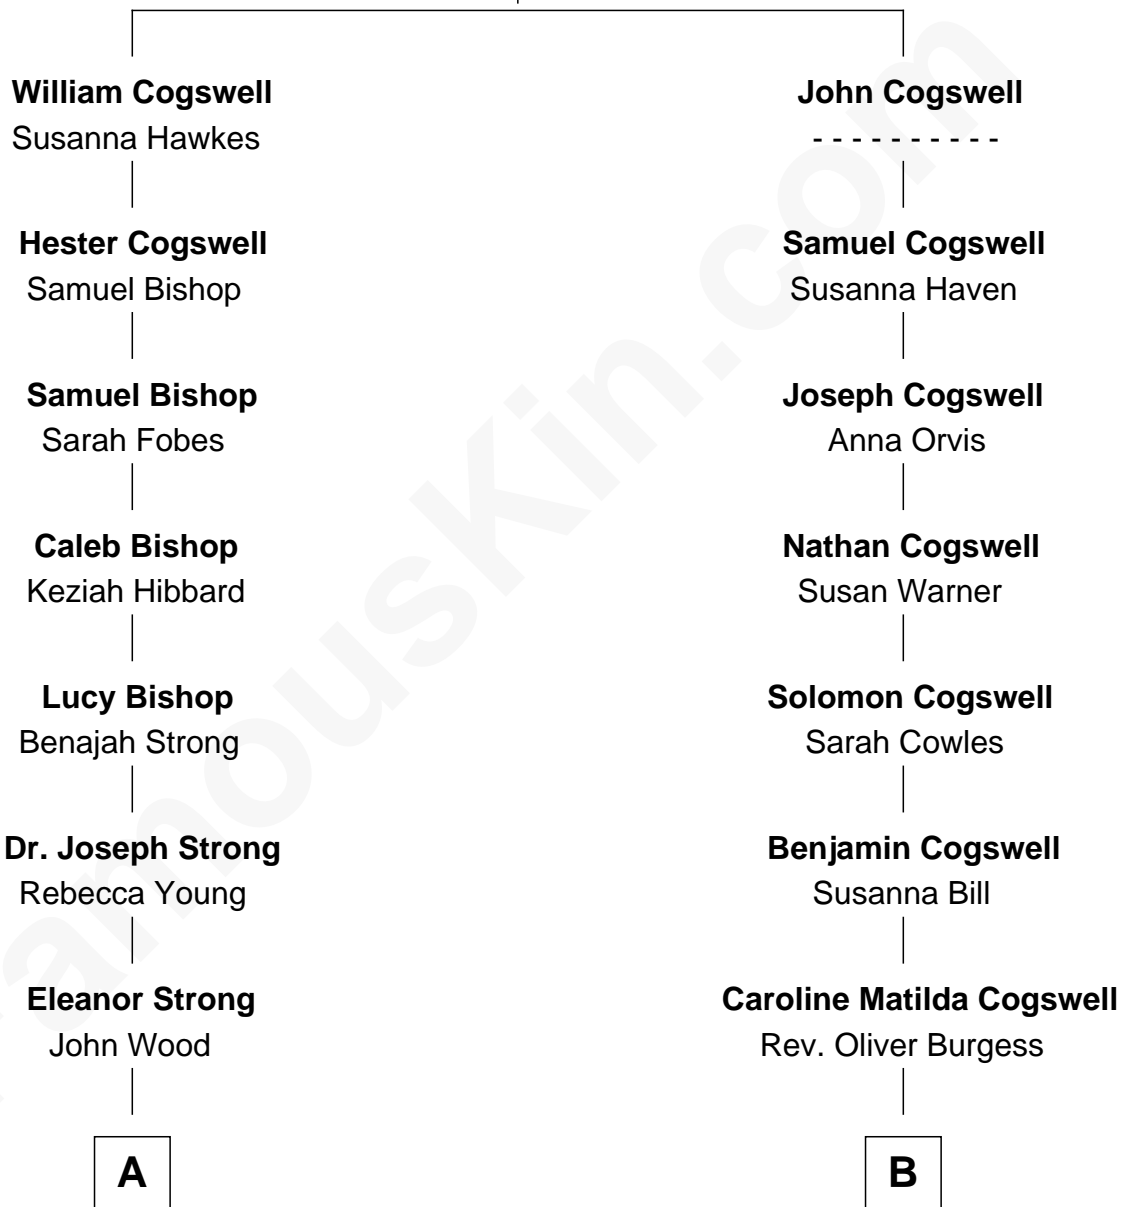 William Cogswell
Susanna Hawkes
Hester Cogswell
Samuel Bishop
Samuel Bishop
Sarah Fobes
Caleb Bishop
Keziah Hibbard
Lucy Bishop
Benajah Strong
Dr. Joseph Strong
Rebecca Young
Eleanor Strong
John Wood
A
John Cogswell
- - - - - - - - - -
Samuel Cogswell
Susanna Haven
Joseph Cogswell
Anna Orvis
Nathan Cogswell
Susan Warner
Solomon Cogswell
Sarah Cowles
Benjamin Cogswell
Susanna Bill
Caroline Matilda Cogswell
Rev. Oliver Burgess
B
amousKin.com